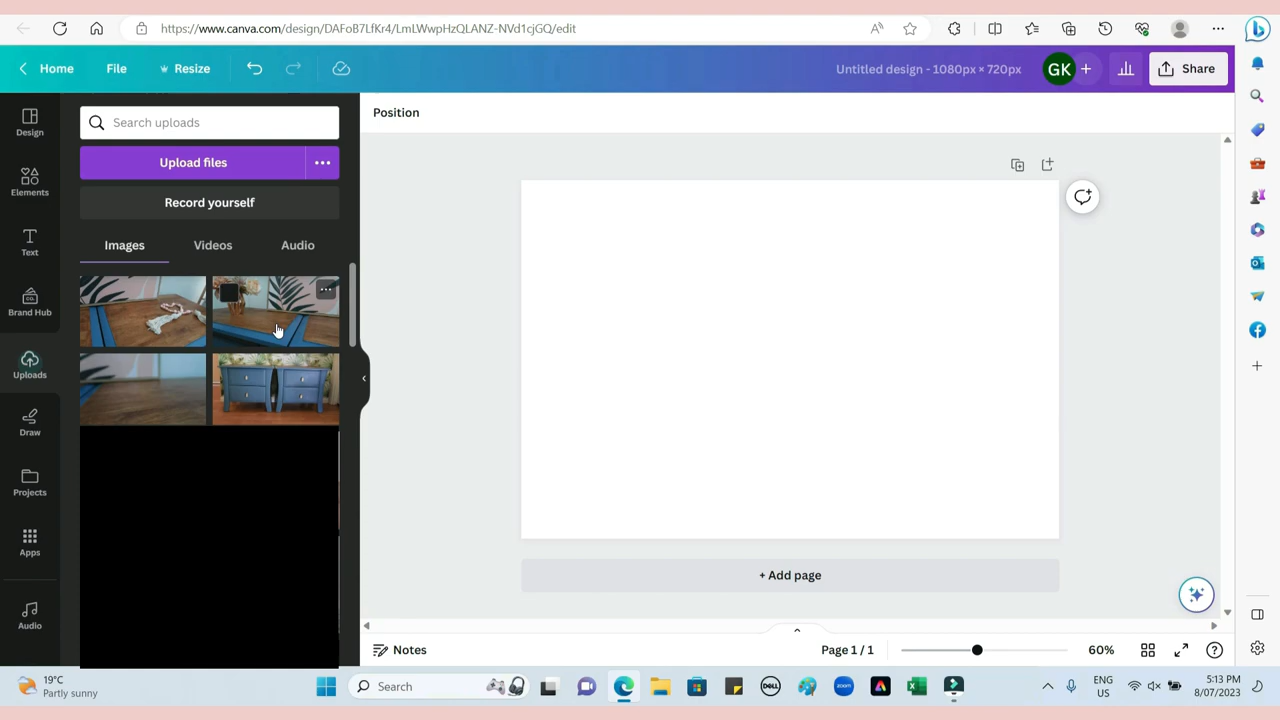 https://www.canva.com/design/DAFoB7LfKr4/LmLWwpHzQLANZ-NVd1cjGQ/edit
Home
File
Resize
Untitled design - 1080px × 720px
GK
+
Share
Design
Elements
Text
Brand Hub
Uploads
Draw
Projects
Apps
Audio
Search uploads
Upload files
Record yourself
Images
Videos
Audio
Position
+ Add page
Notes
Page 1 / 1
60%
19°C
Partly sunny
Search
DELL
zoom
ENG
US
5:13 PM
8/07/2023